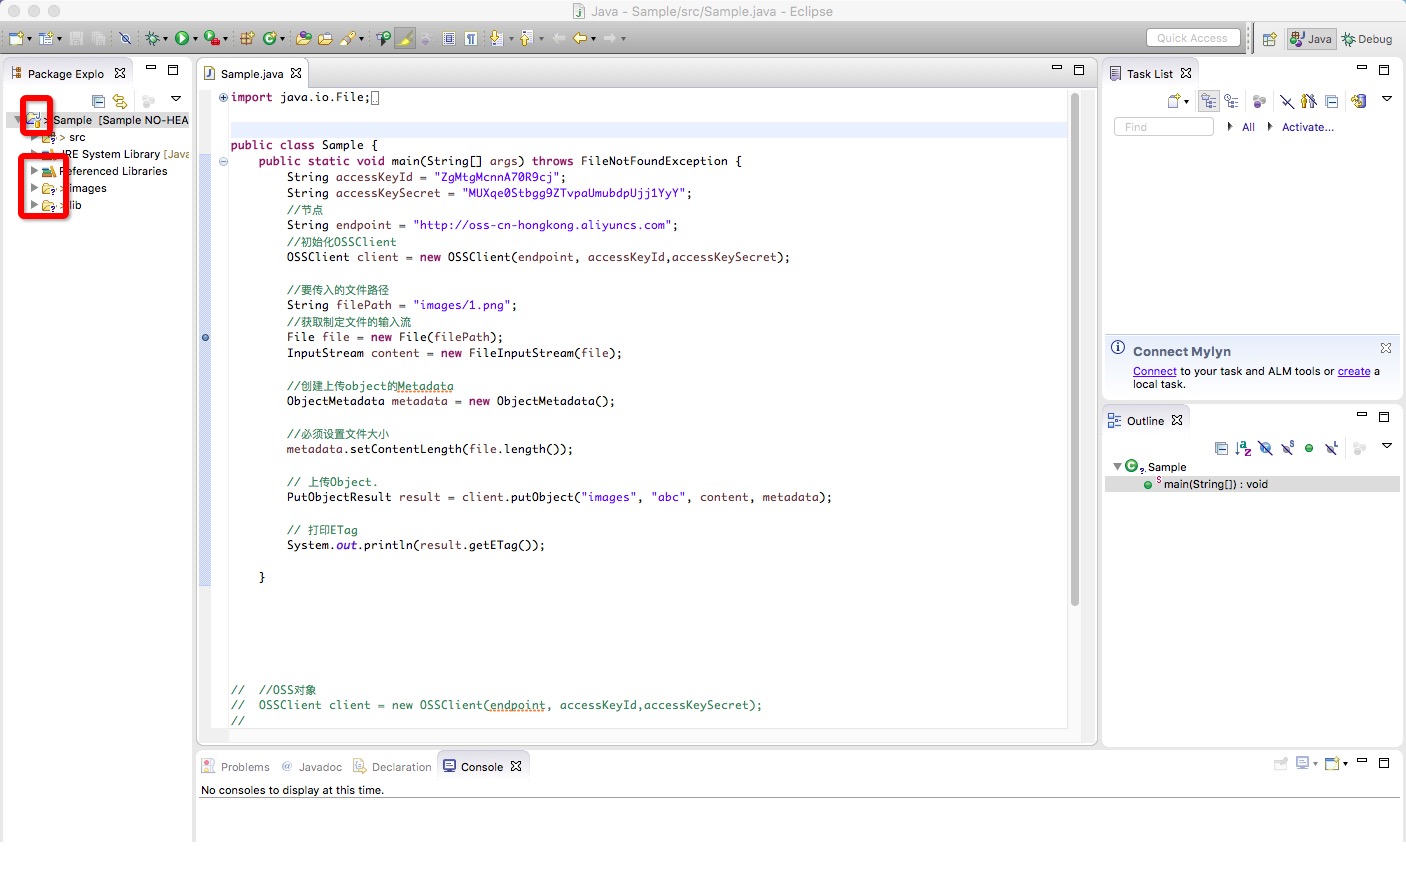 Java - Sample/src/Sample.java - Eclipse
Quick Access
Java
Debug
Package Explo
> Sample [Sample NO-HEA
> src
JRE System Library [Java
Referenced Libraries
> images
> lib
Sample.java
import java.io.File;
public class Sample {
public static void main(String[] args) throws FileNotFoundException {
String accessKeyId = "ZgMtgMcnnA70R9cj";
String accessKeySecret = "MUXqe0Stbgg9ZTvpaUmubdpUjj1YyY";
//节点
String endpoint = "http://oss-cn-hongkong.aliyuncs.com";
//初始化OSSClient
OSSClient client = new OSSClient(endpoint, accessKeyId,accessKeySecret);
//要传入的文件路径
String filePath = "images/1.png";
//获取制定文件的输入流
File file = new File(filePath);
InputStream content = new FileInputStream(file);
//创建上传object的Metadata
ObjectMetadata metadata = new ObjectMetadata();
//必须设置文件大小
metadata.setContentLength(file.length());
// 上传Object.
PutObjectResult result = client.putObject("images", "abc", content, metadata);
// 打印ETag
System.out.println(result.getETag());
}
// //OSS对象
// OSSClient client = new OSSClient(endpoint, accessKeyId,accessKeySecret);
//
Task List
Find
All
Activate...
Connect Mylyn
Connect to your task and ALM tools or create a
local task.
Outline
Sample
main(String[]) : void
Problems
@ Javadoc
Declaration
Console
No consoles to display at this time.